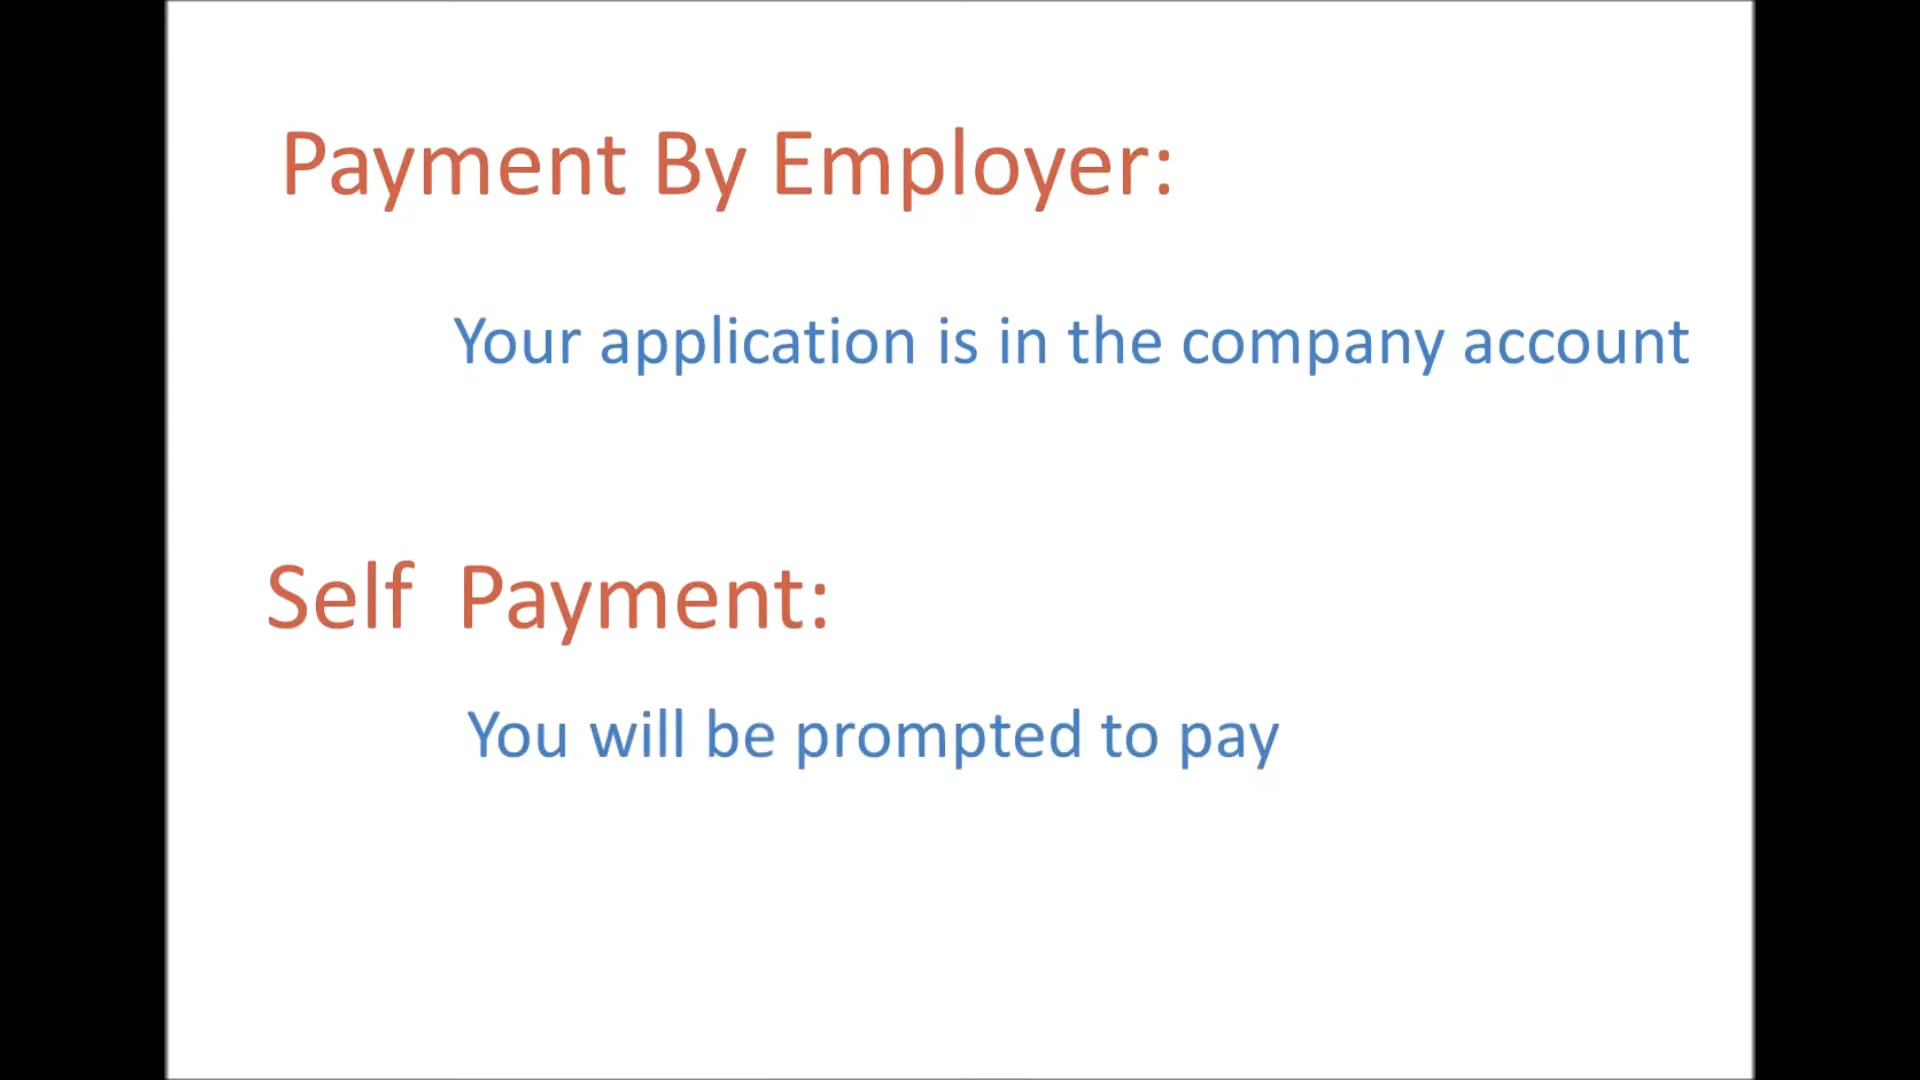 Payment By Employer:
Your application is in the company account
Self Payment:
You will be prompted to pay